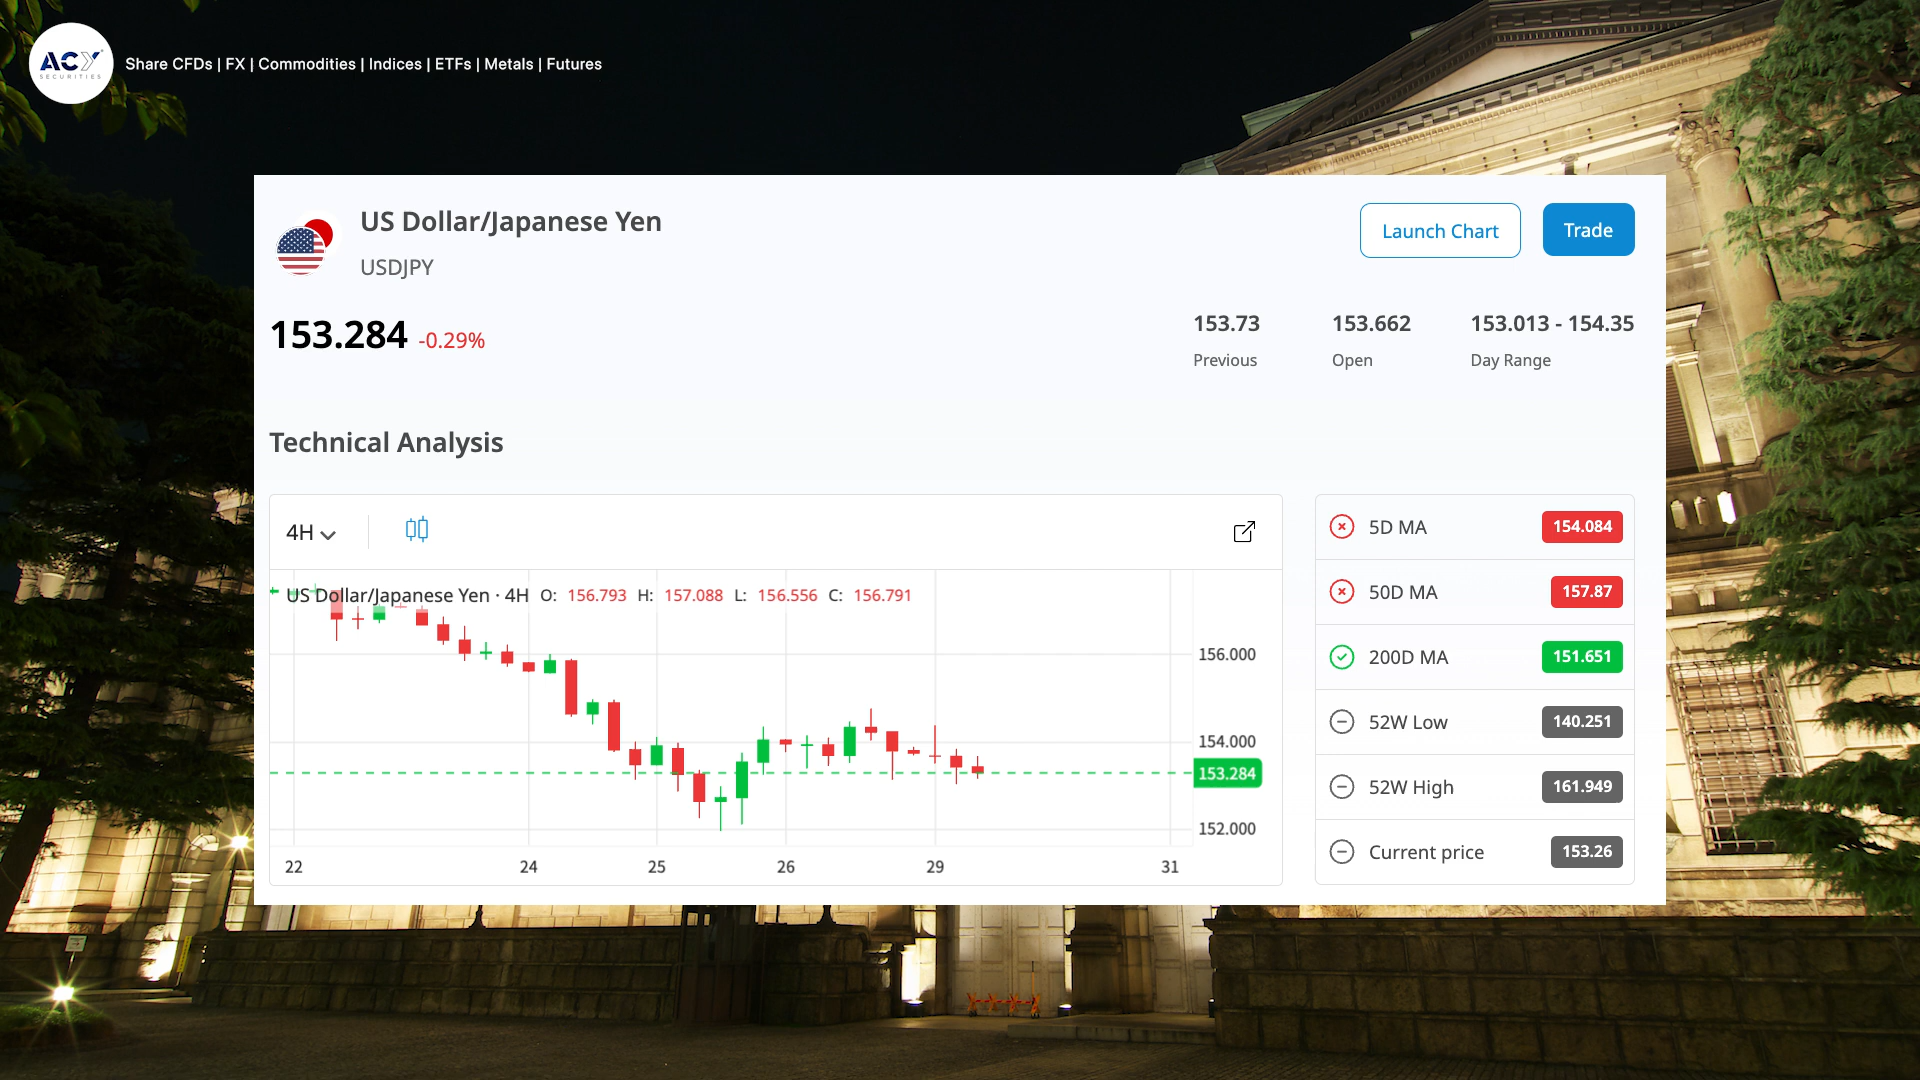 ACY
SECURITIES
Share CFDs | FX | Commodities | Indices | ETFs | Metals | Futures
US Dollar/Japanese Yen
USDJPY
Launch Chart
Trade
153.284 -0.29%
153.73
Previous
153.662
Open
153.013 - 154.35
Day Range
Technical Analysis
4H
US Dollar/Japanese Yen · 4H O: 156.793 H: 157.088 L: 156.556 C: 156.791
156.000
154.000
153.284
152.000
22 24 25 26 29 31
5D MA 154.084
50D MA 157.87
200D MA 151.651
52W Low 140.251
52W High 161.949
Current price 153.26